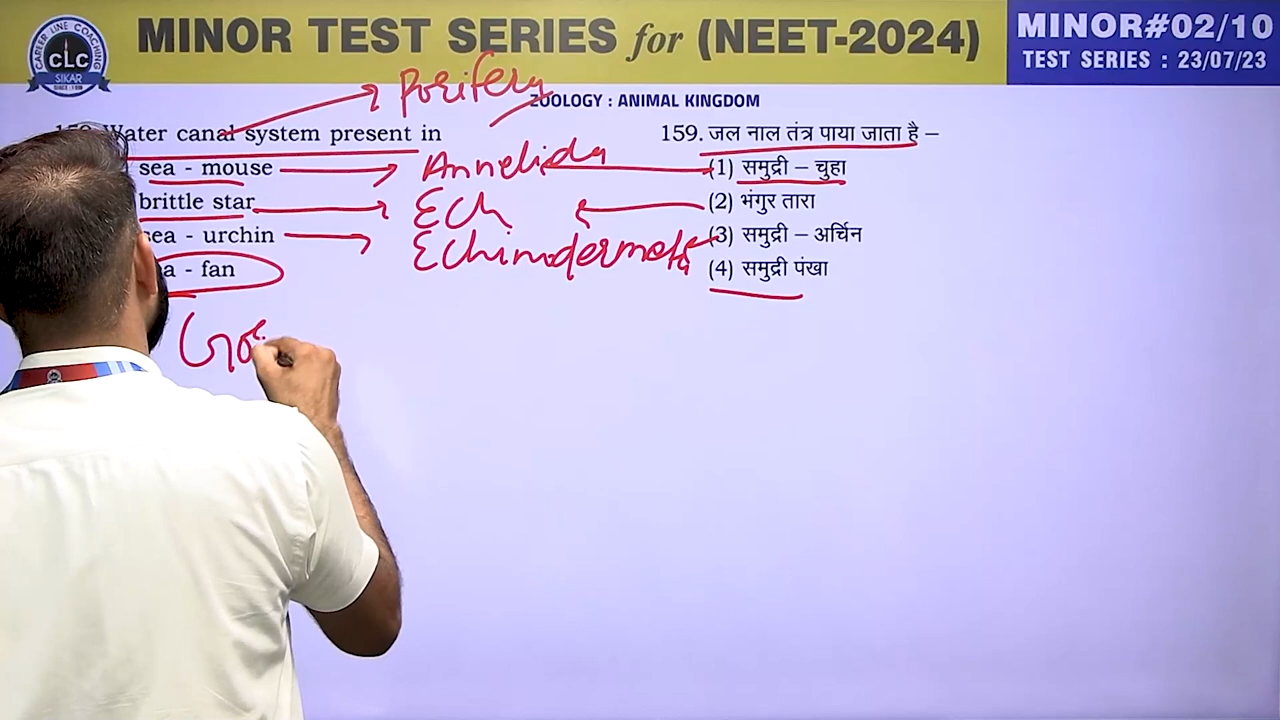 MINOR TEST SERIES for (NEET-2024)
MINOR#02/10
TEST SERIES : 23/07/23
CAREER LINE COACHING
CLC
SIKAR
Porifera
ZOOLOGY : ANIMAL KINGDOM
Water canal system present in
sea - mouse
Annelida
brittle star
Ech
sea - urchin
Echinodermata
- fan
159. जल नाल तंत्र पाया जाता है –
(1) समुद्री – चुहा
(2) भंगुर तारा
(3) समुद्री – अर्चिन
(4) समुद्री पंखा